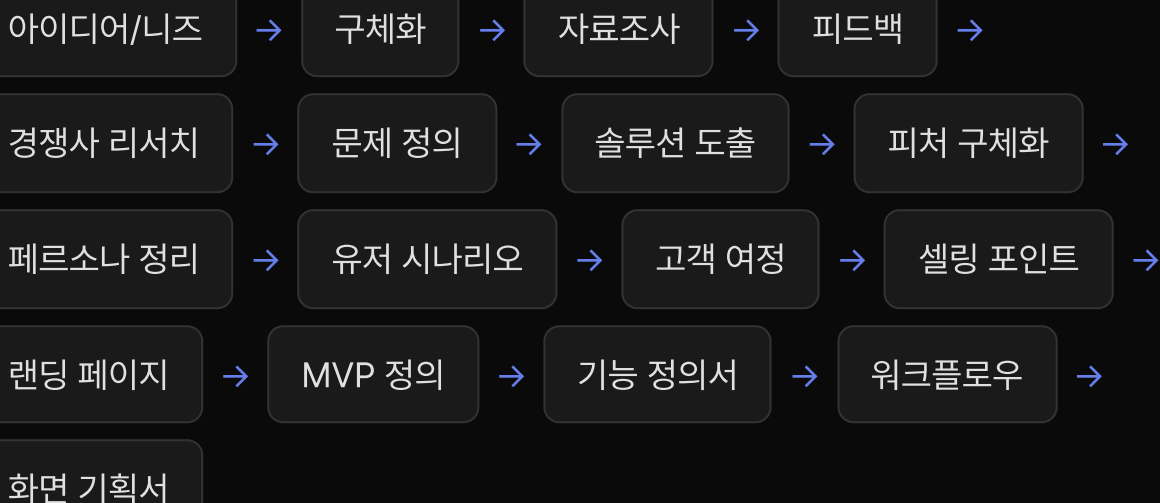 아이디어/니즈 → 구체화 → 자료조사 → 피드백 →
경쟁사 리서치 → 문제 정의 → 솔루션 도출 → 피처 구체화 →
페르소나 정리 → 유저 시나리오 → 고객 여정 → 셀링 포인트 →
랜딩 페이지 → MVP 정의 → 기능 정의서 → 워크플로우 →
화면 기획서